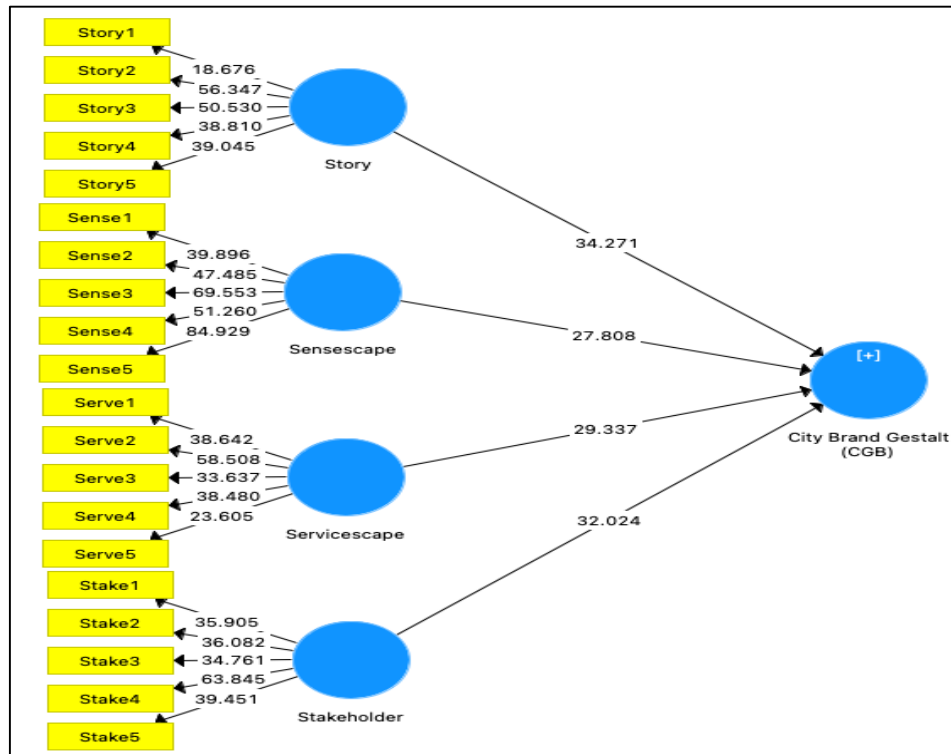 Story1
18.676
Story2
56.347
Story3
50.530
38.810
Story4
39.045
Story
Story5
Sense1
34.271
39.896
Sense2
47.485
Sense3
69.553
51.260
Sense4
84.929
27.808
Sensescape
[+]
Sense5
Serve1
38.642
29.337
City Brand Gestalt
(CGB)
Serve2
58.508
Serve3
33.637
38.480
Serve4
23.605
32.024
Servicescape
Serve5
Stake1
35.905
Stake2
36.082
Stake3
34.761
63.845
Stake4
39.451
Stakeholder
Stake5